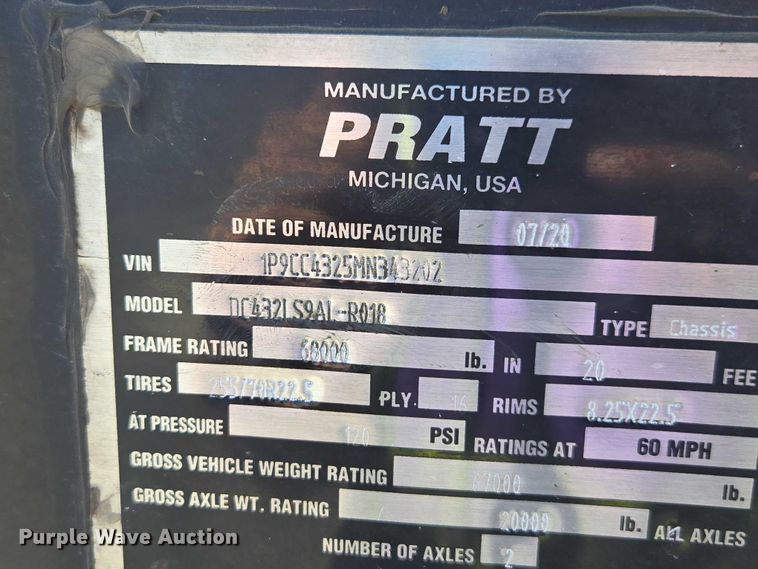 MANUFACTURED BY
PRATT
MICHIGAN, USA
DATE OF MANUFACTURE 07/20
VIN 1P9CC4325MN343202
MODEL DC432LS9AL-R018 TYPE Chassis
FRAME RATING 68000 lb. IN 20 FEE
TIRES 255/70R22.5 PLY 16 RIMS 8.25X22.5
AT PRESSURE 120 PSI RATINGS AT 60 MPH
GROSS VEHICLE WEIGHT RATING 67000 lb.
GROSS AXLE WT. RATING 20000 lb. ALL AXLES
NUMBER OF AXLES 2
Purple Wave Auction